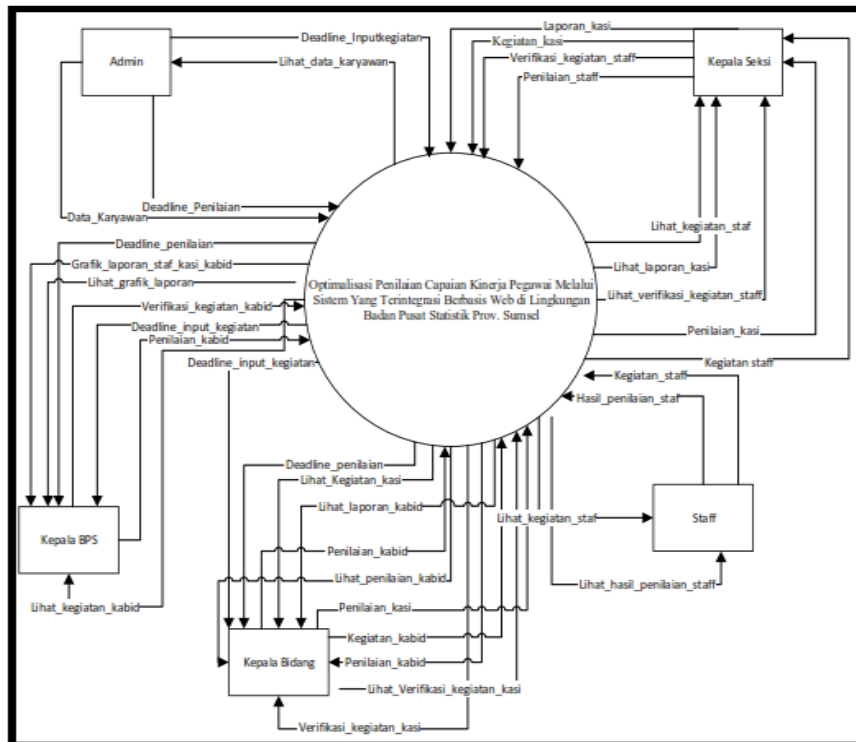 Laporan_kasi
Deadline_Inputkegiatan
Kegiatan_kasi
Admin
Lihat_data_karyawan
Verifikasi_kegiatan_staff
Kepala Seksi
Penilaian_staff
Deadline_Penilaian
Data_Karyawan
Lihat_kegiatan_staf
Deadline_penilaian
Grafik_laporan_staf_kasi_kabid
Lihat_laporan_kasi
Lihat_grafik_laporan
Optimalisasi Penilaian Capaian Kinerja Pegawai Melalui
Sistem Yang Terintegrasi Berbasis Web di Lingkungan
Badan Pusat Statistik Prov. Sumsel
Lihat_verifikasi_kegiatan_staff
Verifikasi_kegiatan_kabid
Deadline_input_kegiatan
Penilaian_kabid
Penilaian_kasi
Deadline_input_kegiatan
Kegiatan staff
Kegiatan_staff
Hasil_penilaian_staf
Deadline_penilaian
Lihat_Kegiatan_kasi
Lihat_laporan_kabid
Lihat_kegiatan_staf
Staff
Kepala BPS
Penilaian_kabid
Lihat_penilaian_kabid
Lihat_hasil_penilaian_staff
Lihat_kegiatan_kabid
Penilaian_kasi
Kegiatan_kabid
Kepala Bidang
Penilaian_kabid
Lihat_Verifikasi_kegiatan_kasi
Verifikasi_kegiatan_kasi